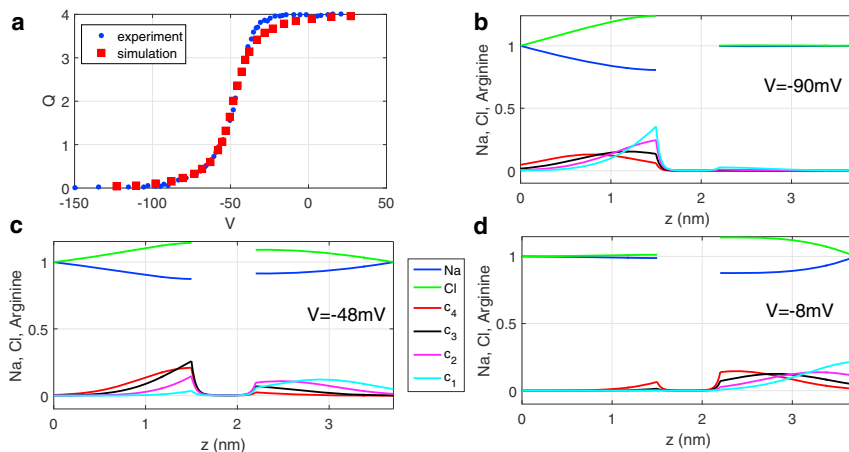 a
4
3
2
1
0
Q
-150
-100
-50
0
50
V
experiment
simulation
b
1
0.5
0
Na, Cl, Arginine
V=-90mV
0
1
2
3
z (nm)
c
1
0.5
0
Na, Cl, Arginine
V=-48mV
0
1
2
3
z (nm)
Na
Cl
c4
c3
c2
c1
d
1
0.5
0
Na, Cl, Arginine
V=-8mV
0
1
2
3
z (nm)